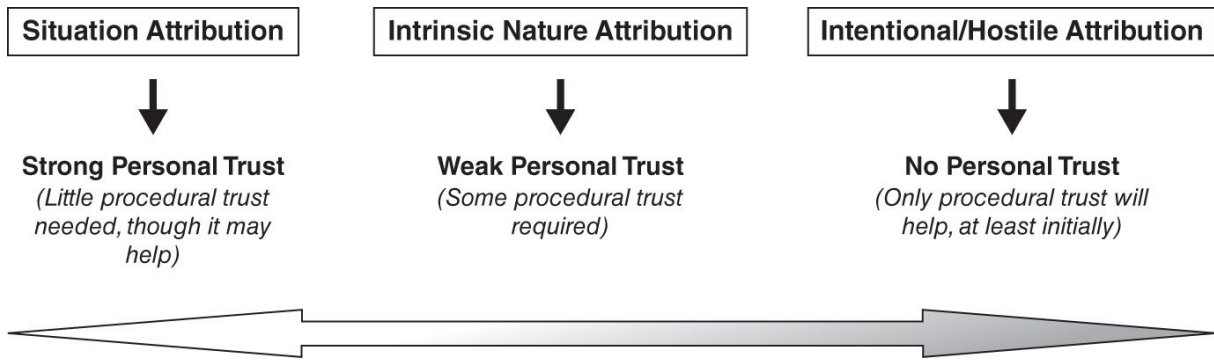 Situation Attribution
Intrinsic Nature Attribution
Intentional/Hostile Attribution
Strong Personal Trust
(Little procedural trust
needed, though it may
help)
Weak Personal Trust
(Some procedural trust
required)
No Personal Trust
(Only procedural trust will
help, at least initially)